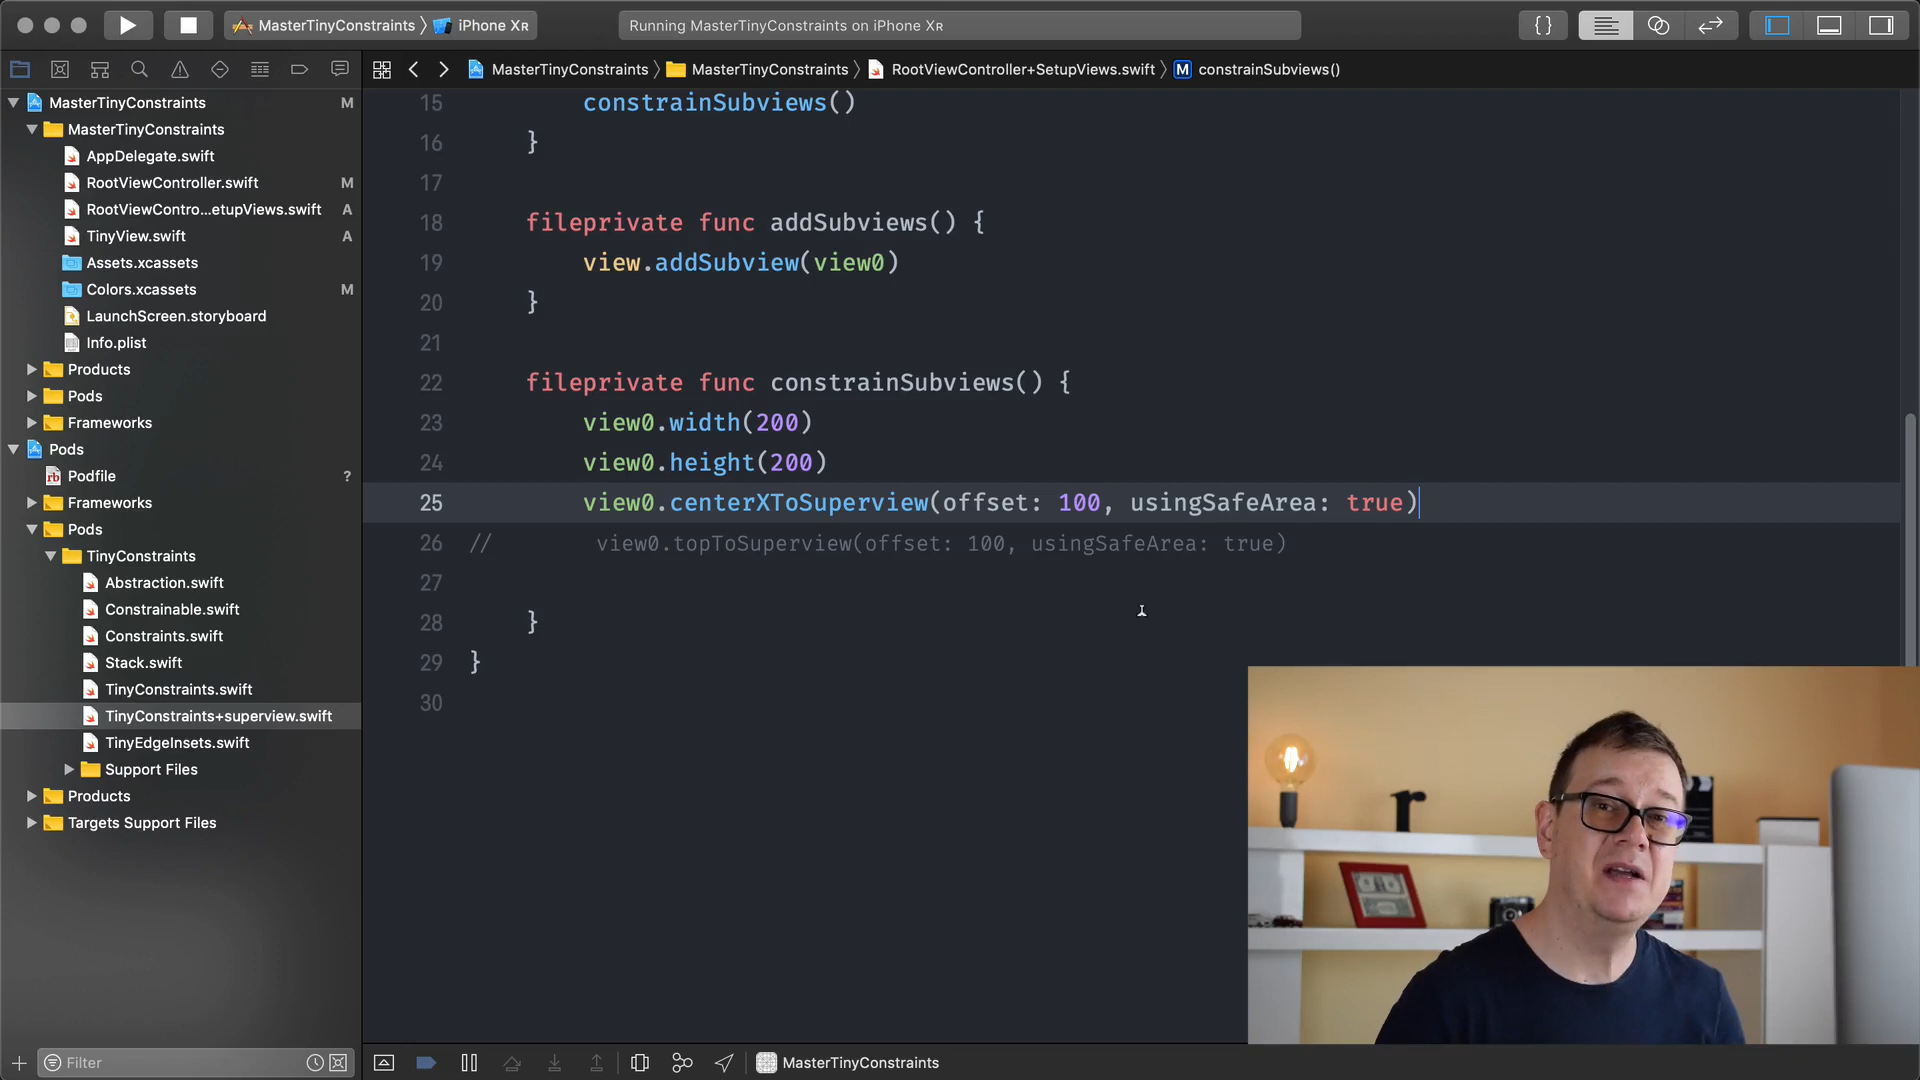 MasterTinyConstraints
iPhone XR
Running MasterTinyConstraints on iPhone XR
MasterTinyConstraints
MasterTinyConstraints
RootViewController+SetupViews.swift
M
constrainSubviews()
MasterTinyConstraints
M
MasterTinyConstraints
AppDelegate.swift
RootViewController.swift
M
RootViewContro...etupViews.swift
A
TinyView.swift
A
Assets.xcassets
Colors.xcassets
M
LaunchScreen.storyboard
Info.plist
Products
Pods
Frameworks
Pods
rb
Podfile
?
Frameworks
Pods
TinyConstraints
Abstraction.swift
Constrainable.swift
Constraints.swift
Stack.swift
TinyConstraints.swift
TinyConstraints+superview.swift
TinyEdgeInsets.swift
Support Files
Products
Targets Support Files
Filter
15 constrainSubviews()
16 }
17
18 fileprivate func addSubviews() {
19 view.addSubview(view0)
20 }
21
22 fileprivate func constrainSubviews() {
23 view0.width(200)
24 view0.height(200)
25 view0.centerXToSuperview(offset: 100, usingSafeArea: true)
26 // view0.topToSuperview(offset: 100, usingSafeArea: true)
27
28 }
29 }
30
MasterTinyConstraints